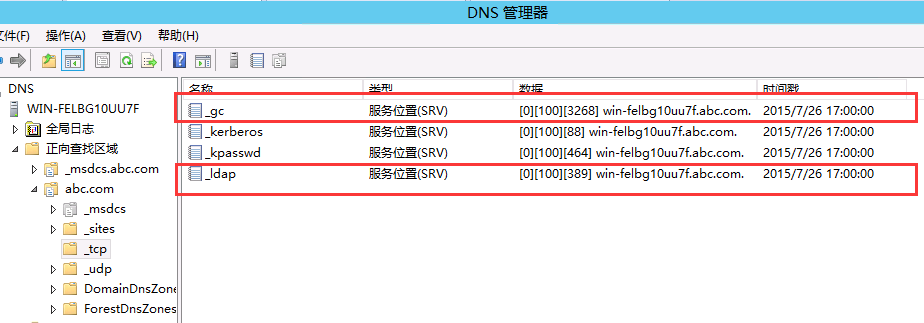 DNS 管理器
文件(F) 操作(A) 查看(V) 帮助(H)
DNS
WIN-FELBG10UU7F
全局日志
正向查找区域
_msdcs.abc.com
abc.com
_msdcs
_sites
_tcp
_udp
DomainDnsZone
ForestDnsZones
名称 类型 数据 时间戳
_gc 服务位置(SRV) [0][100][3268] win-felbg10uu7f.abc.com. 2015/7/26 17:00:00
_kerberos 服务位置(SRV) [0][100][88] win-felbg10uu7f.abc.com. 2015/7/26 17:00:00
_kpasswd 服务位置(SRV) [0][100][464] win-felbg10uu7f.abc.com. 2015/7/26 17:00:00
_ldap 服务位置(SRV) [0][100][389] win-felbg10uu7f.abc.com. 2015/7/26 17:00:00